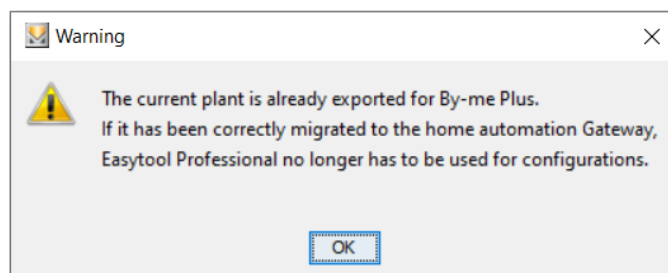 Warning
The current plant is already exported for By-me Plus.
If it has been correctly migrated to the home automation Gateway,
Easytool Professional no longer has to be used for configurations.
OK